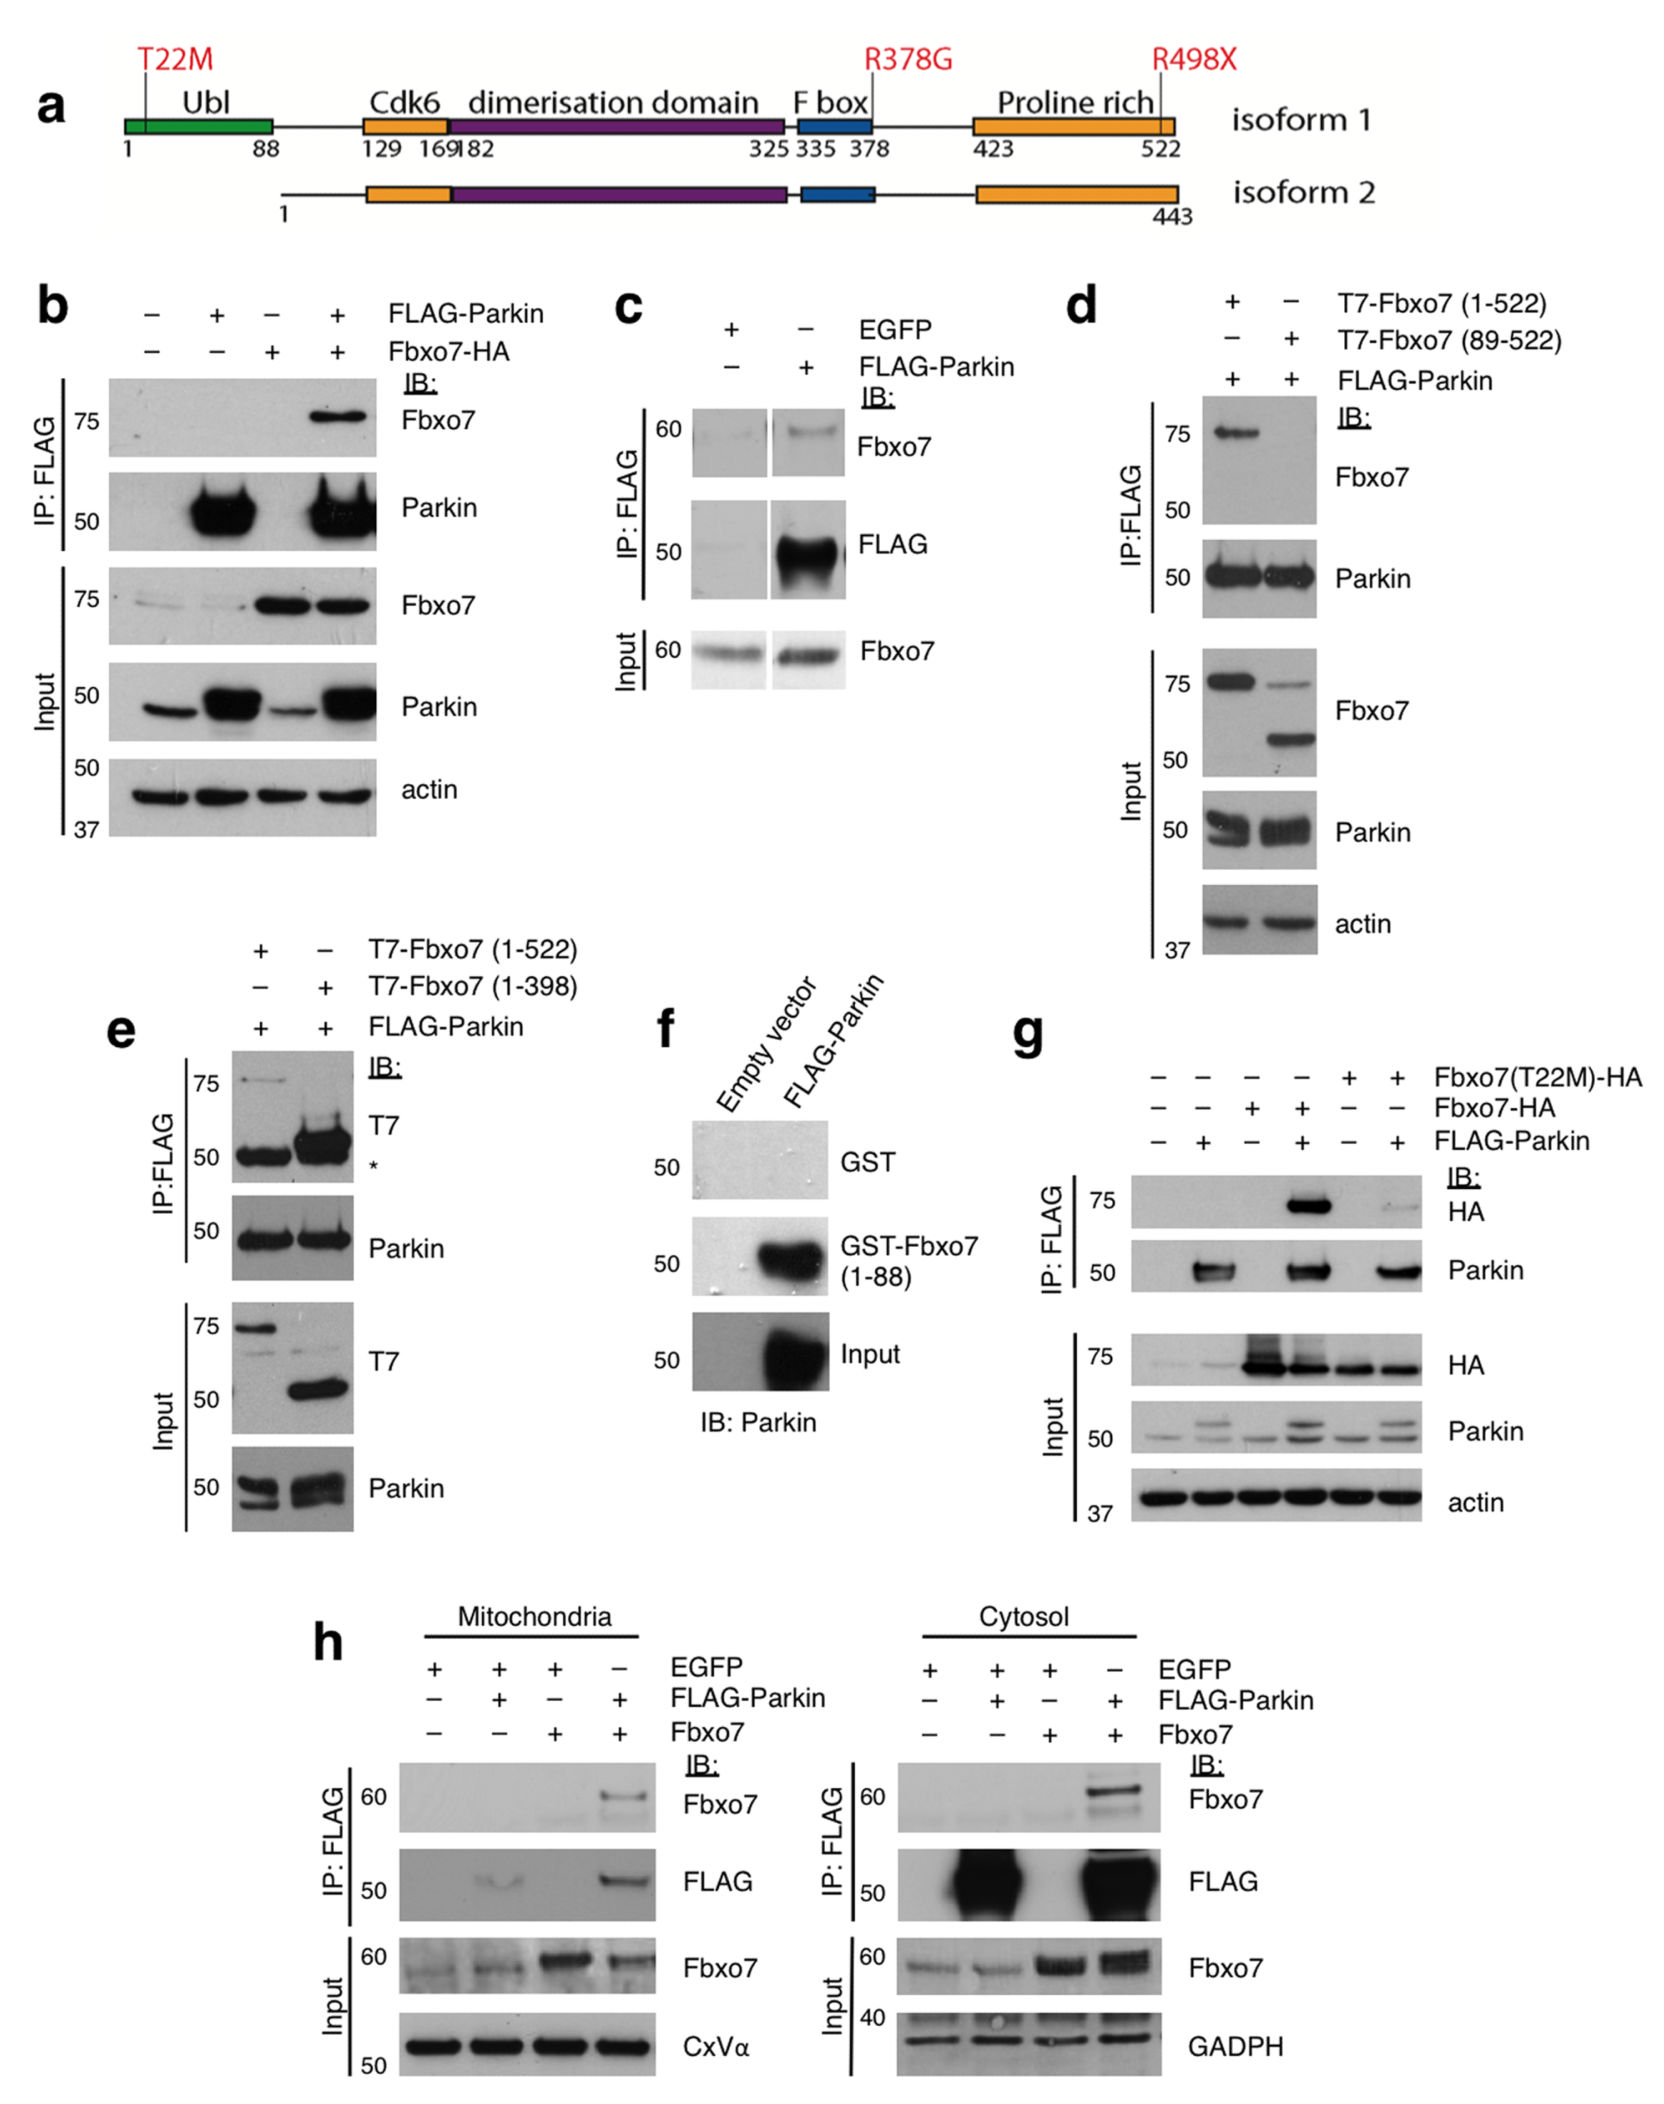 a
T22M R378G R498X
Ubl Cdk6 dimerisation domain F box Proline rich isoform 1
1 88 129 169 182 325 335 378 423 522
isoform 2
1 443
b
– + – + FLAG-Parkin
– – + + Fbxo7-HA
IB:
IP: FLAG
75 Fbxo7
50 Parkin
Input
75 Fbxo7
50 Parkin
50 actin
37
c
+ – EGFP
– + FLAG-Parkin
IB:
IP: FLAG
60 Fbxo7
50 FLAG
Input
60 Fbxo7
d
+ – T7-Fbxo7 (1-522)
– + T7-Fbxo7 (89-522)
+ + FLAG-Parkin
IB:
IP:FLAG
75 Fbxo7
50
50 Parkin
Input
75 Fbxo7
50
50 Parkin
actin
37
e
+ – T7-Fbxo7 (1-522)
– + T7-Fbxo7 (1-398)
+ + FLAG-Parkin
IB:
IP:FLAG
75 T7
50 *
50 Parkin
Input
75 T7
50
50 Parkin
f
Empty vector
FLAG-Parkin
50 GST
50 GST-Fbxo7
(1-88)
50 Input
IB: Parkin
g
– – – – + + Fbxo7(T22M)-HA
– – + + – – Fbxo7-HA
– + – + – + FLAG-Parkin
IB:
IP: FLAG
75 HA
50 Parkin
Input
75 HA
50 Parkin
37 actin
h
Mitochondria
+ + + – EGFP
– + – + FLAG-Parkin
– – + + Fbxo7
IB:
IP: FLAG
60 Fbxo7
50 FLAG
Input
60 Fbxo7
50 CxVα
Cytosol
+ + + – EGFP
– + – + FLAG-Parkin
– – + + Fbxo7
IB:
IP: FLAG
60 Fbxo7
50 FLAG
Input
60 Fbxo7
40 GADPH